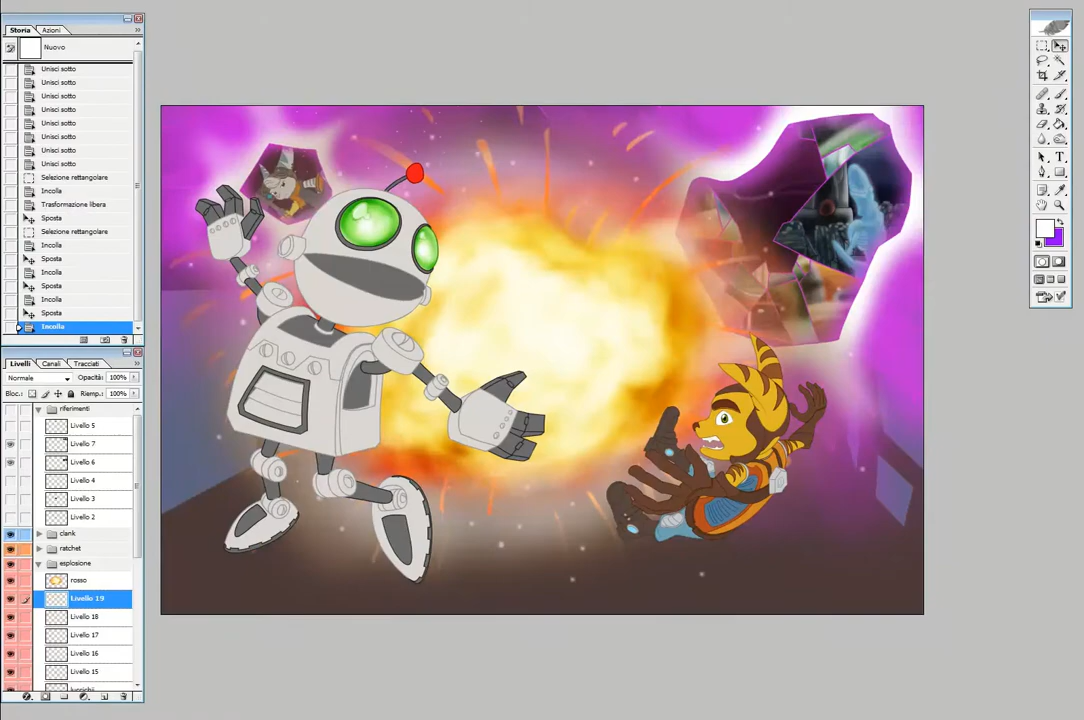 Storia Azioni
Nuovo
Unisci sotto
Unisci sotto
Unisci sotto
Unisci sotto
Unisci sotto
Unisci sotto
Unisci sotto
Unisci sotto
Selezione rettangolare
Incolla
Trasformazione libera
Sposta
Selezione rettangolare
Incolla
Sposta
Incolla
Sposta
Incolla
Sposta
Incolla
Livelli Canali Tracciati
Normale Opacità: 100%
Bloc.: Riemp.: 100%
riferimenti
Livello 5
Livello 7
Livello 6
Livello 4
Livello 3
Livello 2
clank
ratchet
esplosione
rosso
Livello 19
Livello 18
Livello 17
Livello 16
Livello 15
T